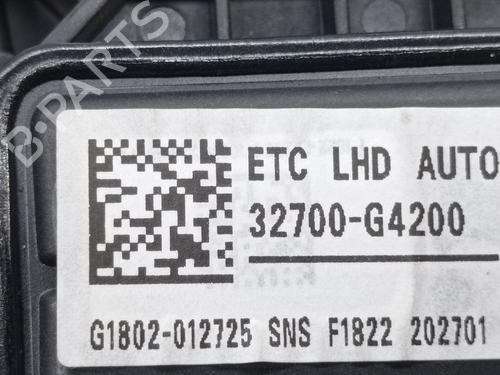 B-PARTS
ETC LHD AUTO
32700-G4200
G1802-012725 SNS F1822 202701